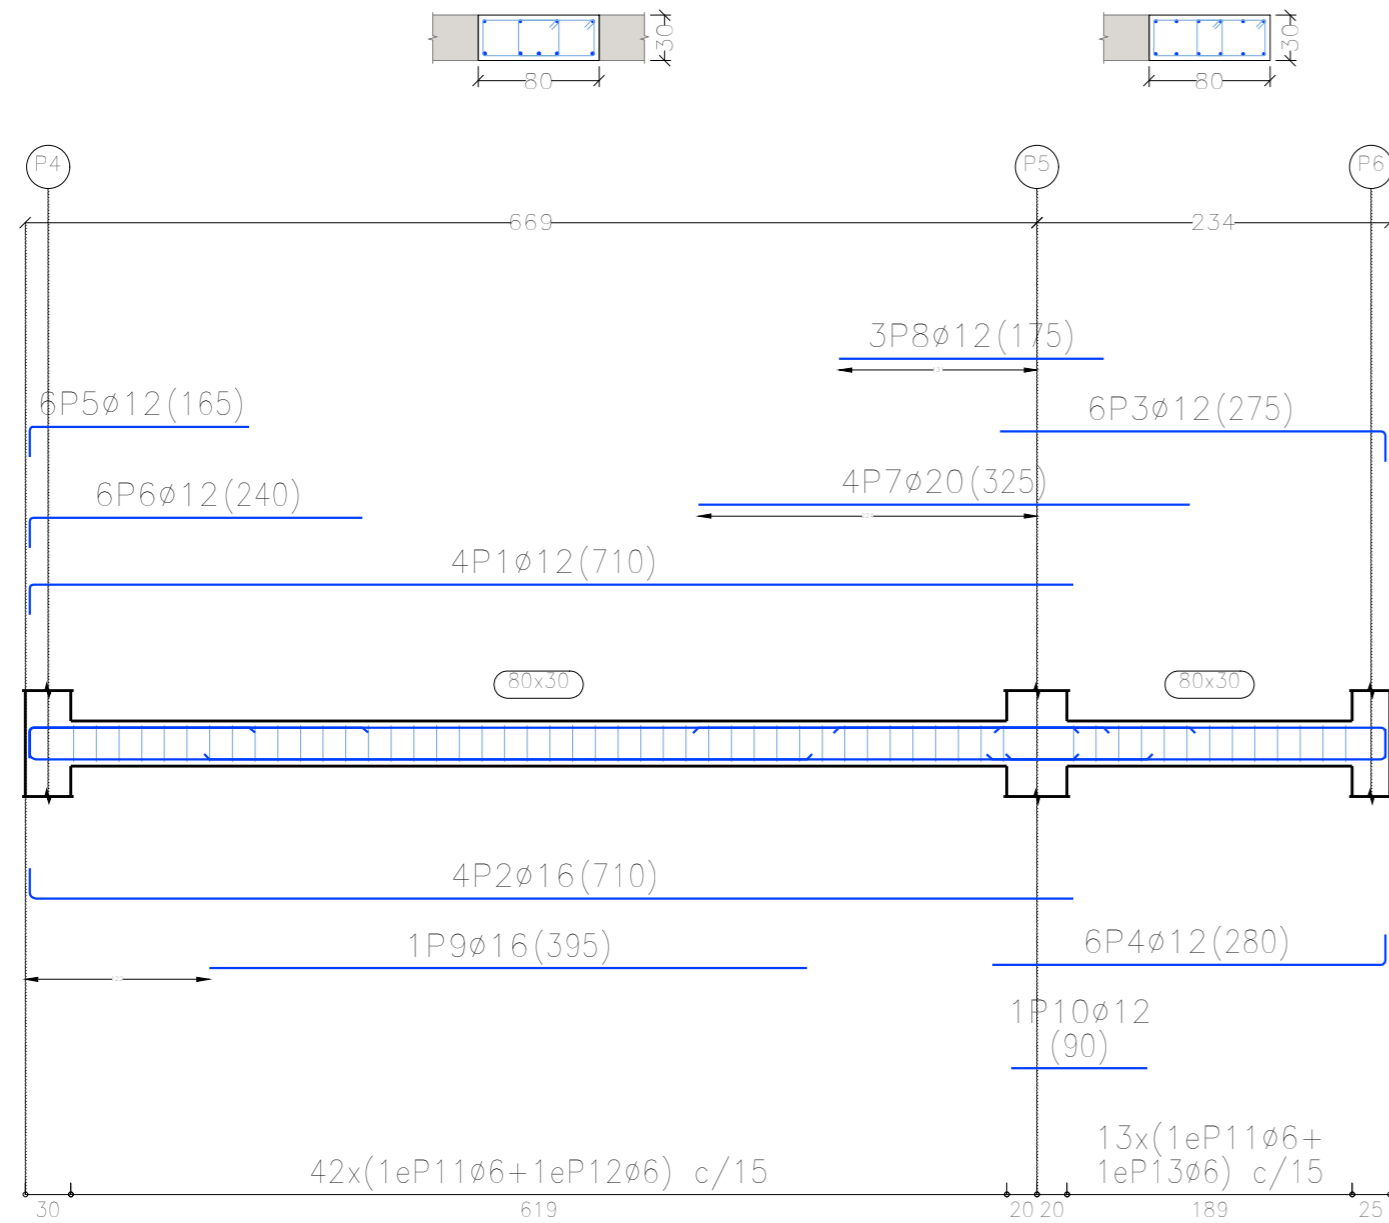 30
30
80
80
P4
P5
P6
669
234
3P8ø12(175)
6P5ø12(165)
6P3ø12(275)
4P7ø20(325)
6P6ø12(240)
4P1ø12(710)
80x30
80x30
4P2ø16(710)
1P9ø16(395)
6P4ø12(280)
1P10ø12
(90)
42x(1eP11ø6+1eP12ø6) c/15
13x(1eP11ø6+
1eP13ø6) c/15
30
619
20
20
189
25